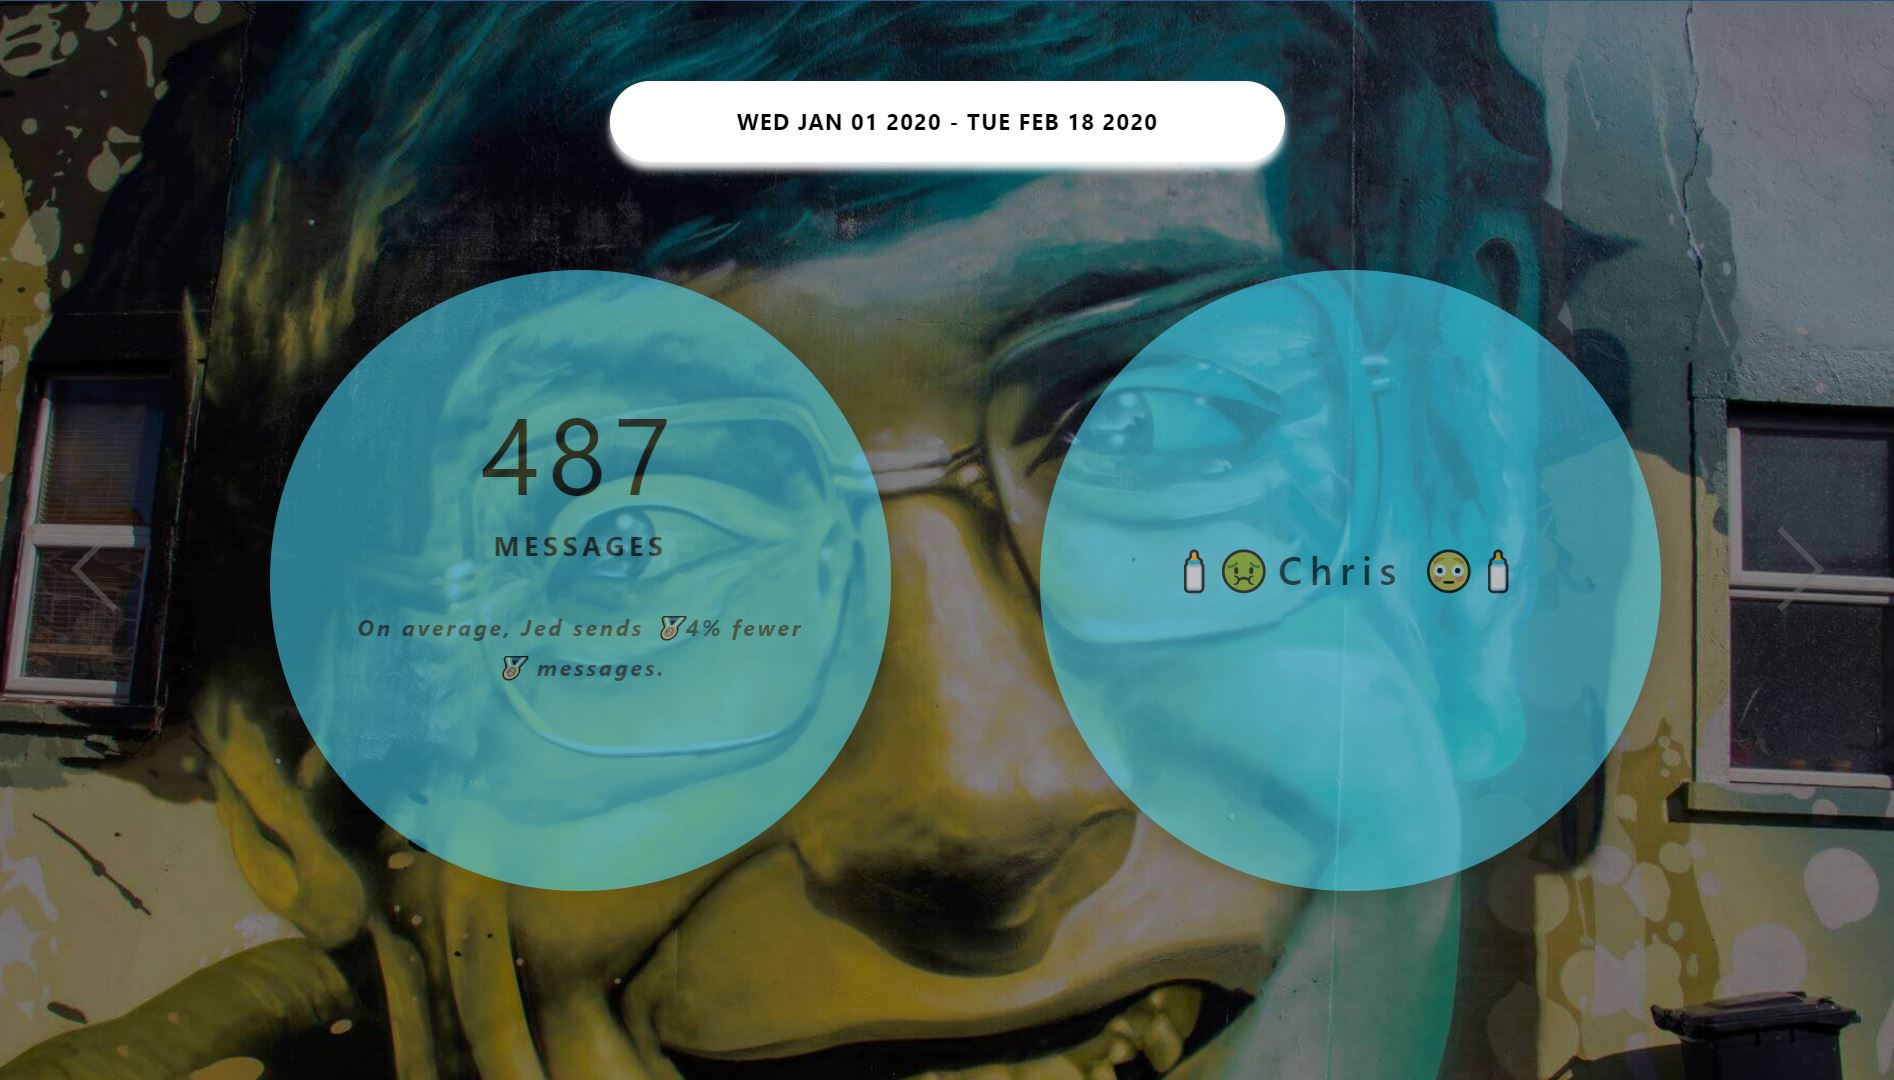 WED JAN 01 2020 - TUE FEB 18 2020
487
MESSAGES
On average, Jed sends 🏅4% fewer
🏅 messages.
🍼🤢Chris 😳🍼